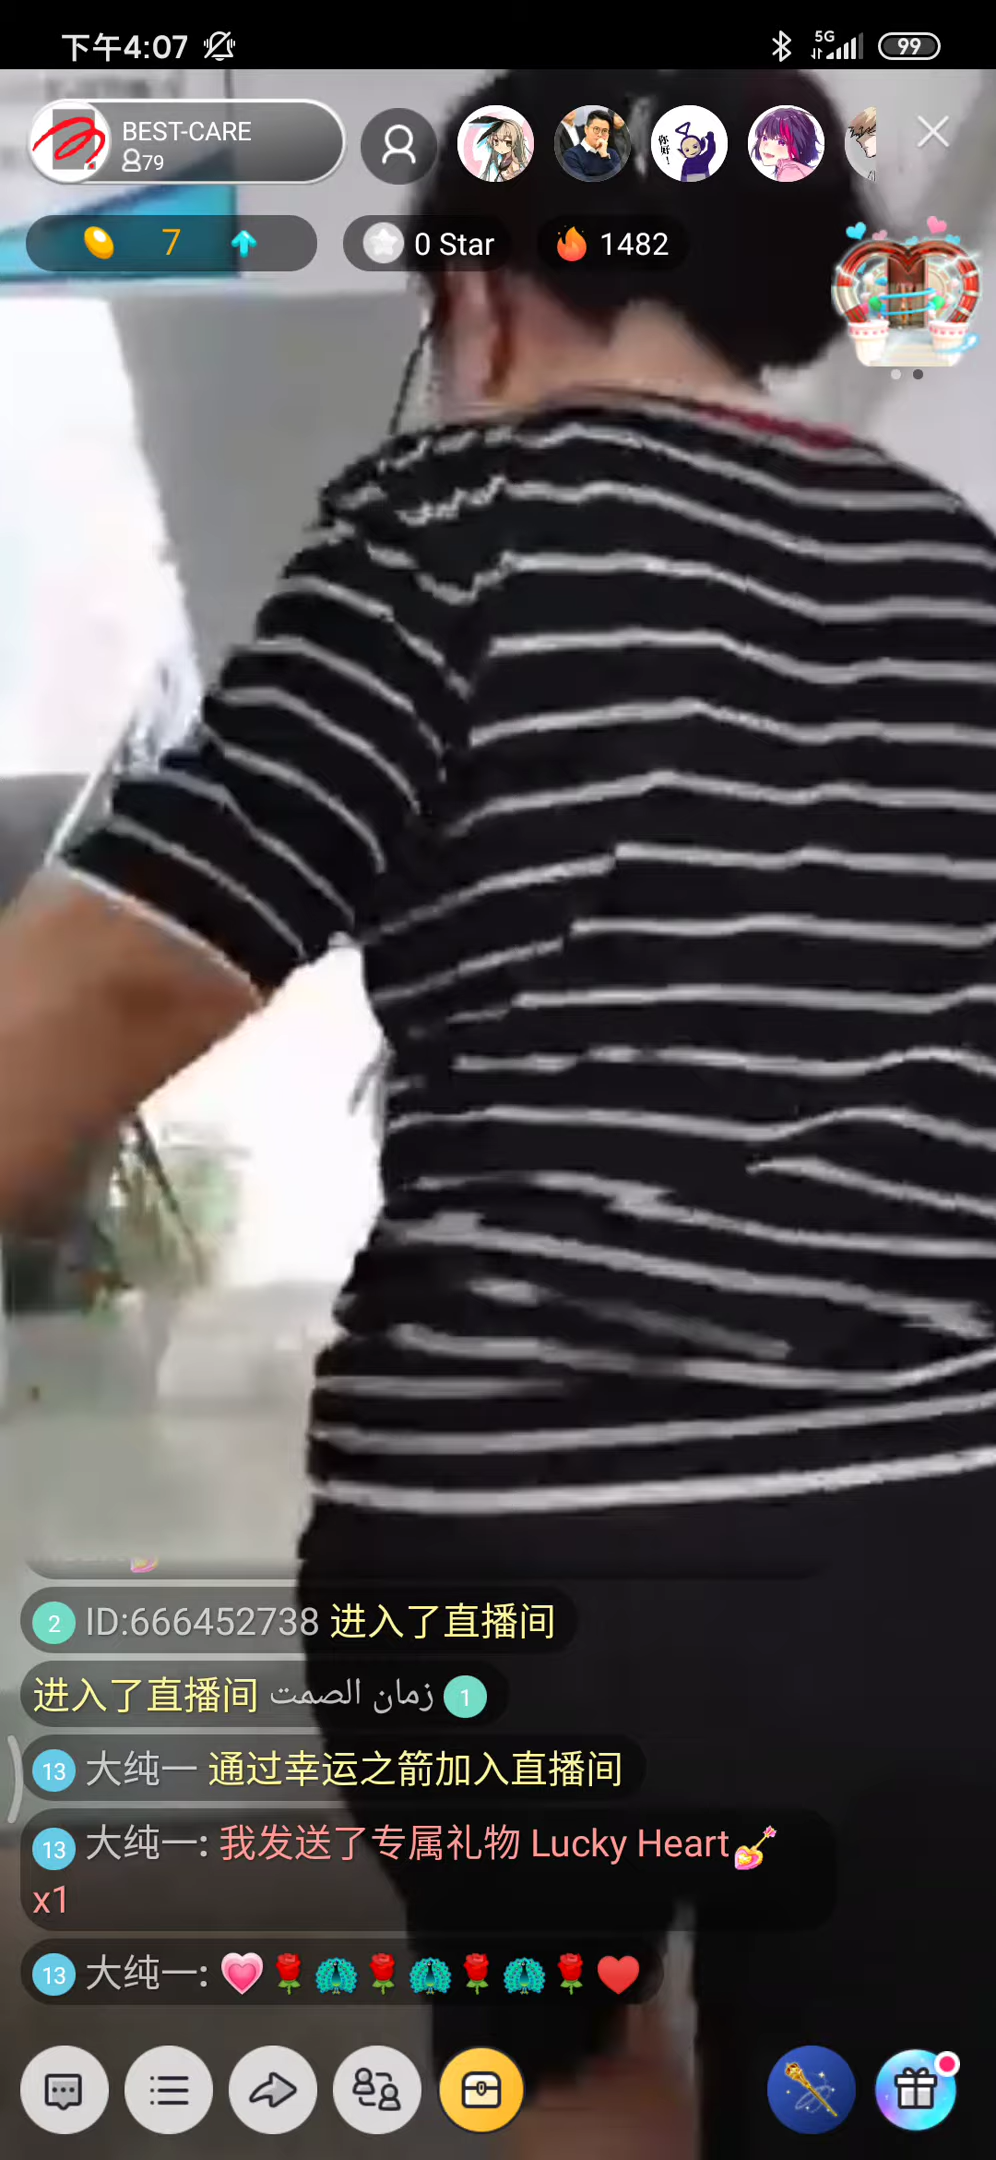 下午4:07
5G
99
BEST-CARE
79
你好！
7
0 Star
1482
2 ID:666452738 进入了直播间
进入了直播间 زمان الصمت 1
13 大纯一 通过幸运之箭加入直播间
13 大纯一: 我发送了专属礼物 Lucky Heart
x1
13 大纯一: